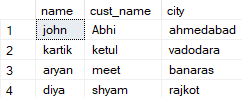 name cust_name city
1 john Abhi ahmedabad
2 kartik ketul vadodara
3 aryan meet banaras
4 diya shyam rajkot